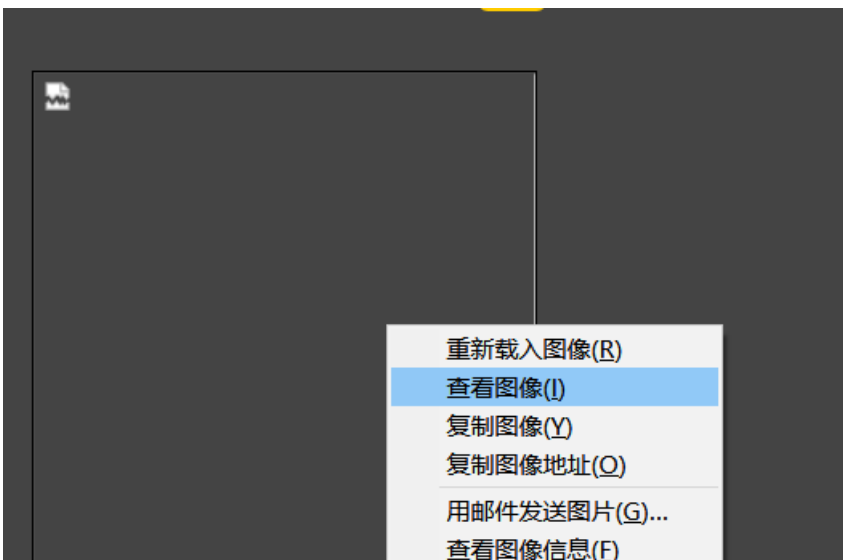 重新载入图像(R)
查看图像(I)
复制图像(Y)
复制图像地址(O)
用邮件发送图片(G)...
查看图像信息(F)